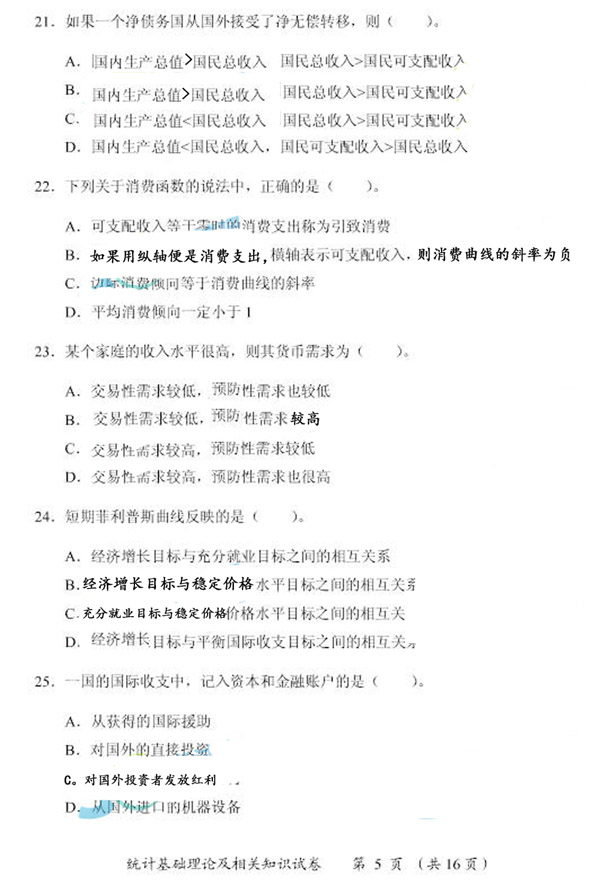 21. 如果一个净债务国从国外接受了净无偿转移，则（　　）。
A. 国内生产总值>国民总收入　国民总收入>国民可支配收入
B. 国内生产总值>国民总收入　国民总收入>国民可支配收入
C. 国内生产总值<国民总收入　国民总收入>国民可支配收入
D. 国内生产总值<国民总收入，国民可支配收入>国民总收入
22. 下列关于消费函数的说法中，正确的是（　　）。
A. 可支配收入等于零时的消费支出称为引致消费
B. 如果用纵轴便是消费支出,横轴表示可支配收入，则消费曲线的斜率为负
C. 边际消费倾向等于消费曲线的斜率
D. 平均消费倾向一定小于 1
23. 某个家庭的收入水平很高，则其货币需求为（　　）。
A. 交易性需求较低，预防性需求也较低
B. 交易性需求较低，预防性需求较高
C. 交易性需求较高，预防性需求较低
D. 交易性需求较高，预防性需求也很高
24. 短期菲利普斯曲线反映的是（　　）。
A. 经济增长目标与充分就业目标之间的相互关系
B. 经济增长目标与稳定价格水平目标之间的相互关系
C. 充分就业目标与稳定价格价格水平目标之间的相互关
D. 经济增长目标与平衡国际收支目标之间的相互关
25. 一国的国际收支中，记入资本和金融账户的是（　　）。
A. 从获得的国际援助
B. 对国外的直接投资
C。对国外投资者发放红利
D. 从国外进口的机器设备
统计基础理论及相关知识试卷　第 5 页 （共 16 页）